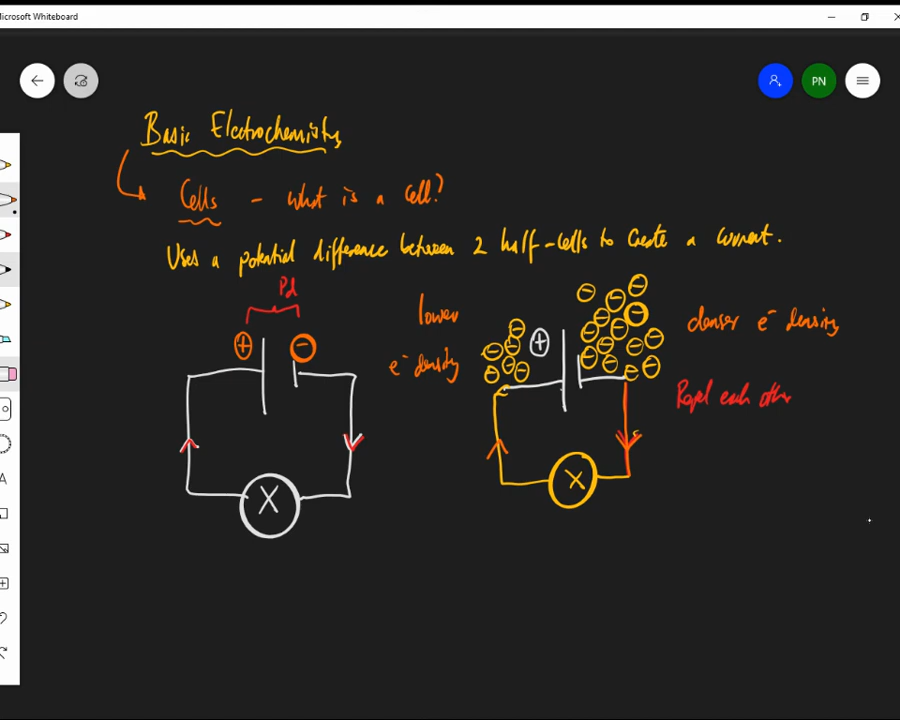 Microsoft Whiteboard
PN
Basic Electrochemistry
Cells - What is a Cell?
Uses a potential difference between 2 half-cells to create a current.
Pd
+
-
lower
e⁻ density
+
denser e⁻ density
Repel each other
X
X